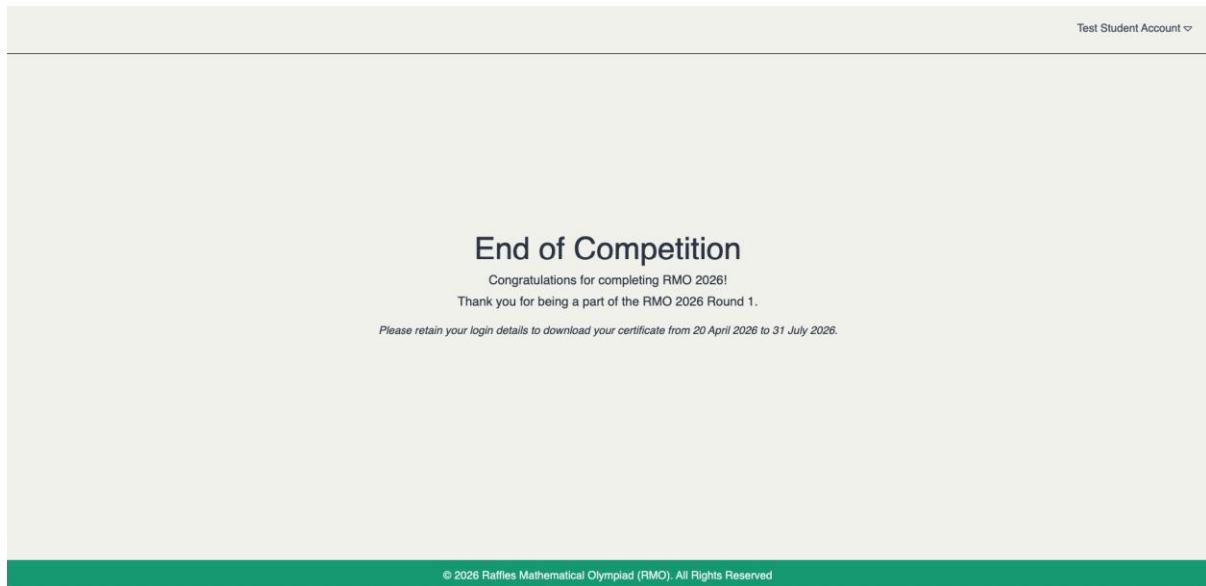 Test Student Account
End of Competition
Congratulations for completing RMO 2026!
Thank you for being a part of the RMO 2026 Round 1.
Please retain your login details to download your certificate from 20 April 2026 to 31 July 2026.
© 2026 Raffles Mathematical Olympiad (RMO). All Rights Reserved